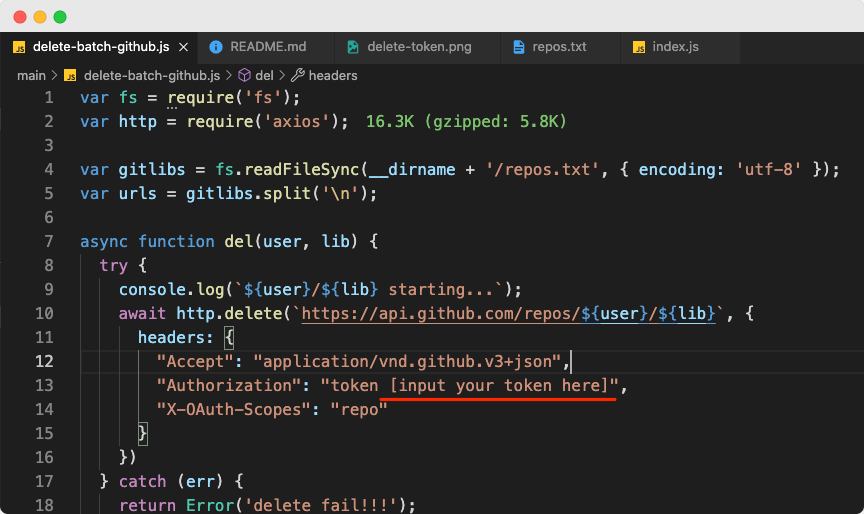 delete-batch-github.js README.md delete-token.png repos.txt index.js
main > delete-batch-github.js > del > headers
1 var fs = require('fs');
2 var http = require('axios'); 16.3K (gzipped: 5.8K)
3
4 var gitlibs = fs.readFileSync(__dirname + '/repos.txt', { encoding: 'utf-8' });
5 var urls = gitlibs.split('\n');
6
7 async function del(user, lib) {
8 try {
9 console.log(`${user}/${lib} starting...`);
10 await http.delete(`https://api.github.com/repos/${user}/${lib}`, {
11 headers: {
12 "Accept": "application/vnd.github.v3+json",
13 "Authorization": "token [input your token here]",
14 "X-OAuth-Scopes": "repo"
15 }
16 })
17 } catch (err) {
18 return Error('delete fail!!!');